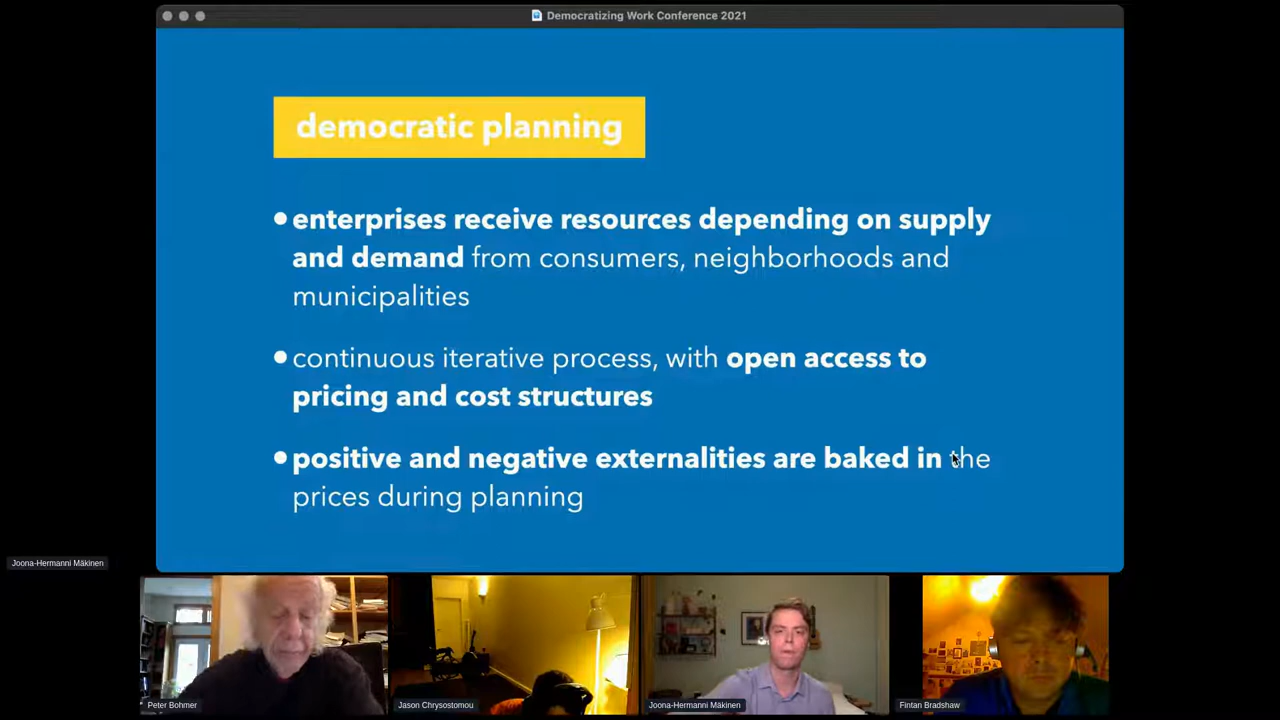 Democratizing Work Conference 2021
democratic planning
• enterprises receive resources depending on supply
and demand from consumers, neighborhoods and
municipalities
• continuous iterative process, with open access to
pricing and cost structures
• positive and negative externalities are baked in the
prices during planning
Joona-Hermanni Mäkinen
Peter Bohmer
Jason Chrysostomou
Joona-Hermanni Mäkinen
Fintan Bradshaw